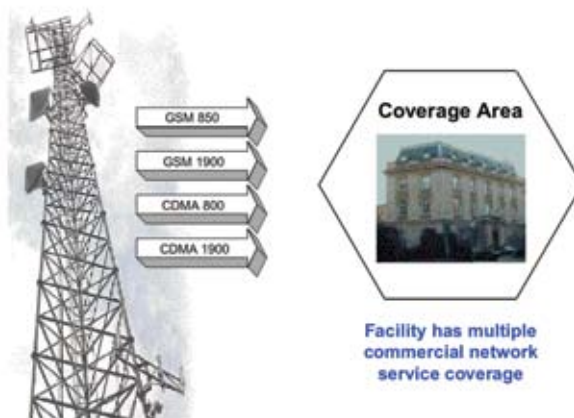 GSM 850
GSM 1900
CDMA 800
CDMA 1900
Coverage Area
Facility has multiple
commercial network
service coverage